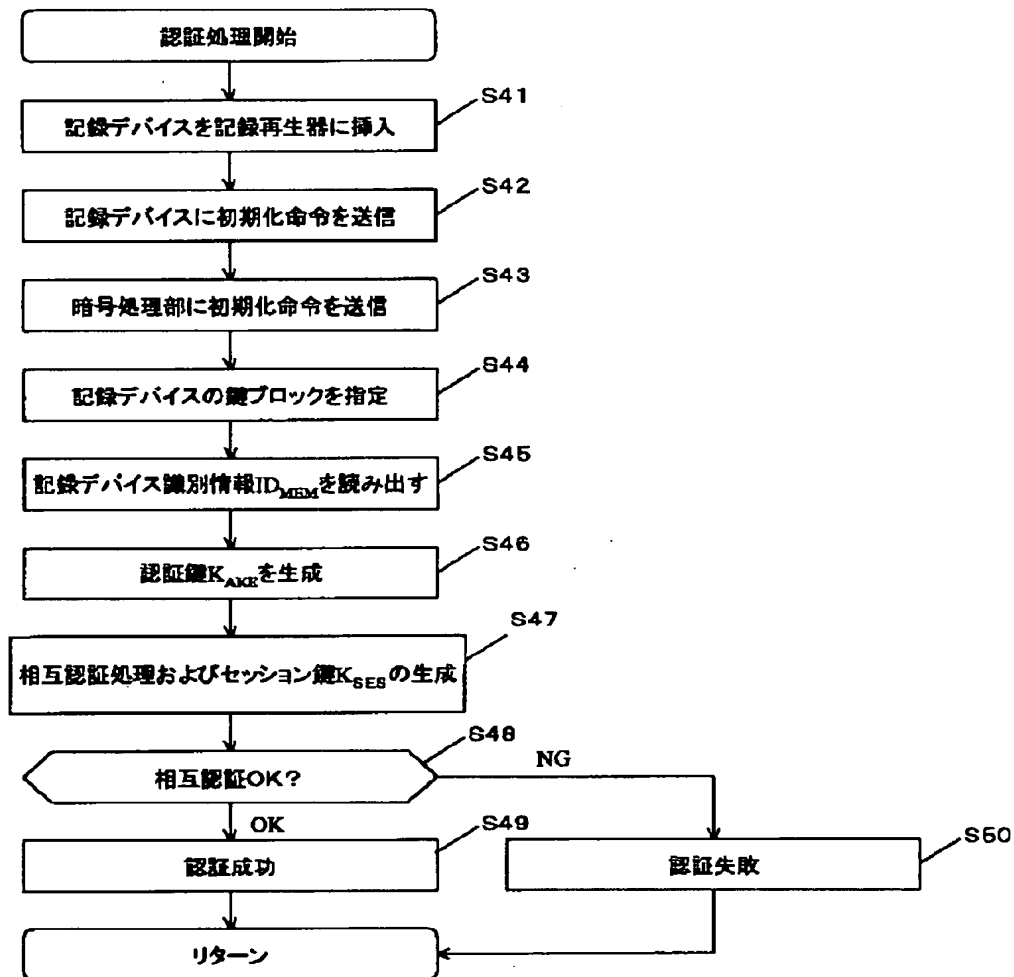 認証処理開始
S41
記録デバイスを記録再生器に挿入
S42
記録デバイスに初期化命令を送信
S43
暗号処理部に初期化命令を送信
S44
記録デバイスの鍵ブロックを指定
S45
記録デバイス識別情報ID_MEMを読み出す
S46
認証鍵K_AKEを生成
S47
相互認証処理およびセッション鍵K_SESの生成
S48
相互認証OK?
NG
OK
S49
認証成功
S50
認証失敗
リターン